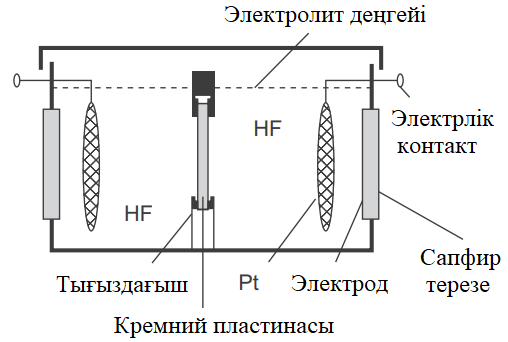 Электролит деңгейі
HF
Электрлік
контакт
HF
Сапфир
терезе
Тығыздағыш
Pt
Электрод
Кремний пластинасы